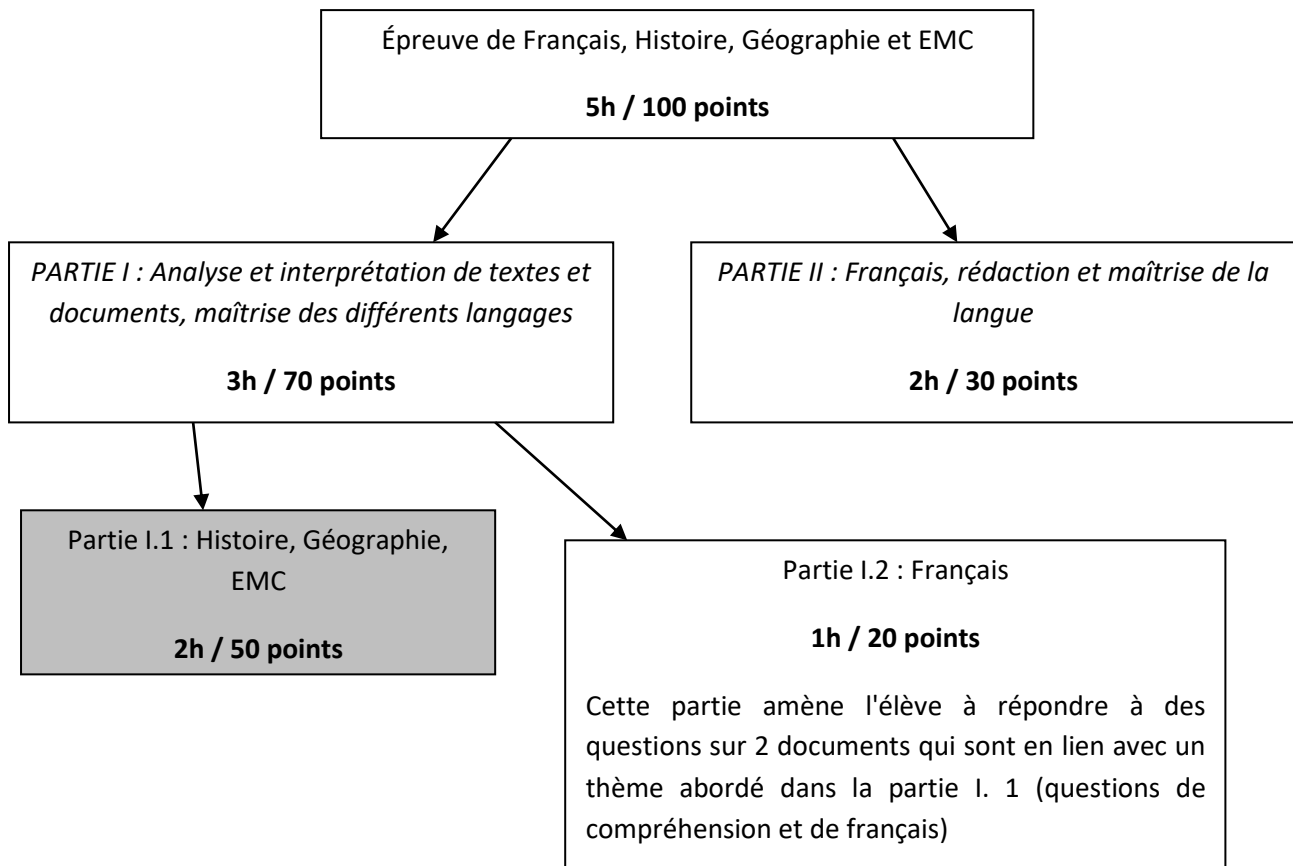 Épreuve de Français, Histoire, Géographie et EMC
5h / 100 points
PARTIE I : Analyse et interprétation de textes et
documents, maîtrise des différents langages
3h / 70 points
PARTIE II : Français, rédaction et maîtrise de la
langue
2h / 30 points
Partie I.1 : Histoire, Géographie,
EMC
2h / 50 points
Partie I.2 : Français
1h / 20 points
Cette partie amène l'élève à répondre à des
questions sur 2 documents qui sont en lien avec un
thème abordé dans la partie I. 1 (questions de
compréhension et de français)